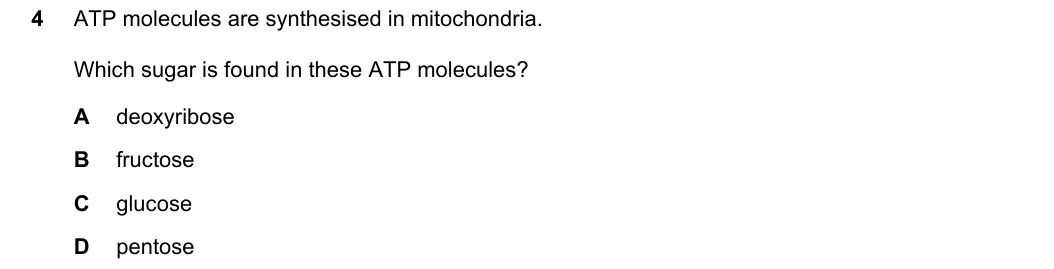 4 ATP molecules are synthesised in mitochondria.
Which sugar is found in these ATP molecules?
A deoxyribose
B fructose
C glucose
D pentose